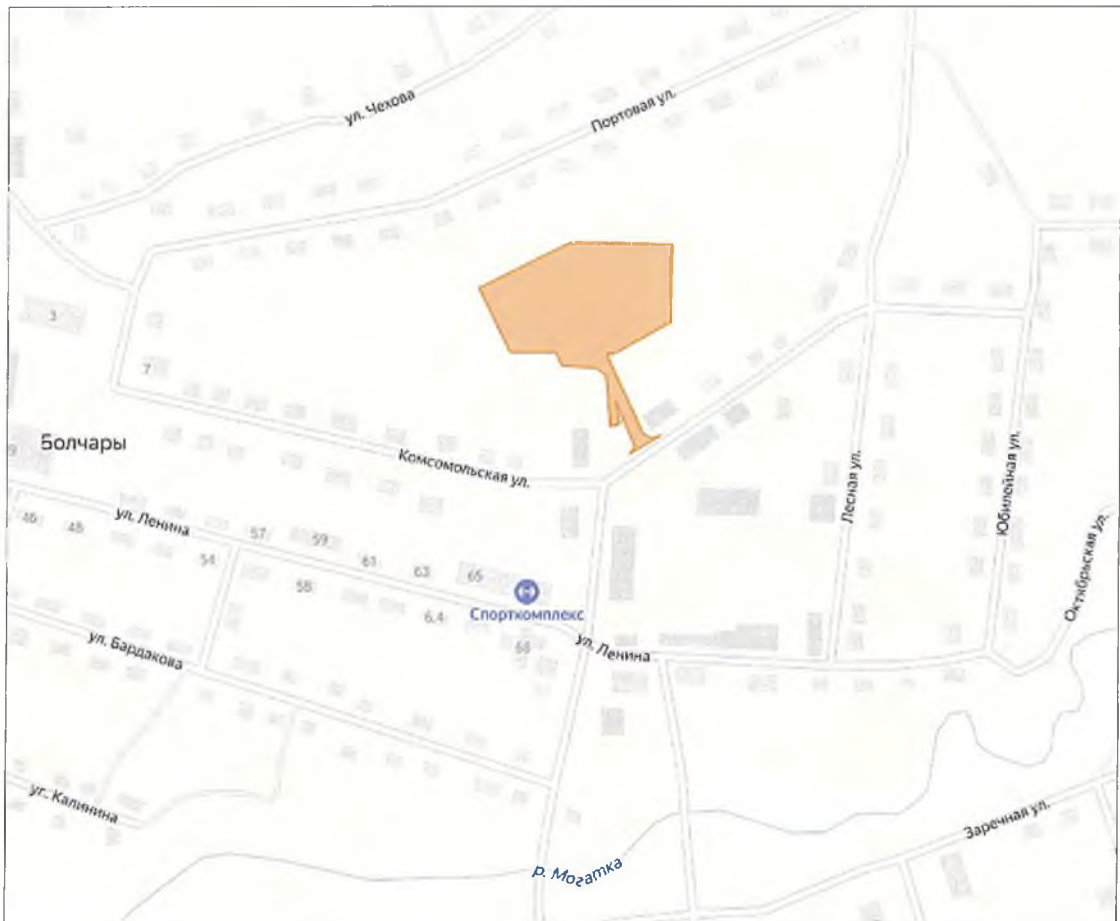 ул. Чехова
Портовая ул.
3
7
Болчары
9
Комсомольская ул.
Лесная ул.
Юбилейная ул.
Октябрьская ул.
ул. Ленина
46
48
54
57
59
61
63
65
58
64
68
Спорткомплекс
ул. Ленина
ул. Бардакова
ул. Калинина
Заречная ул.
р. Могатка